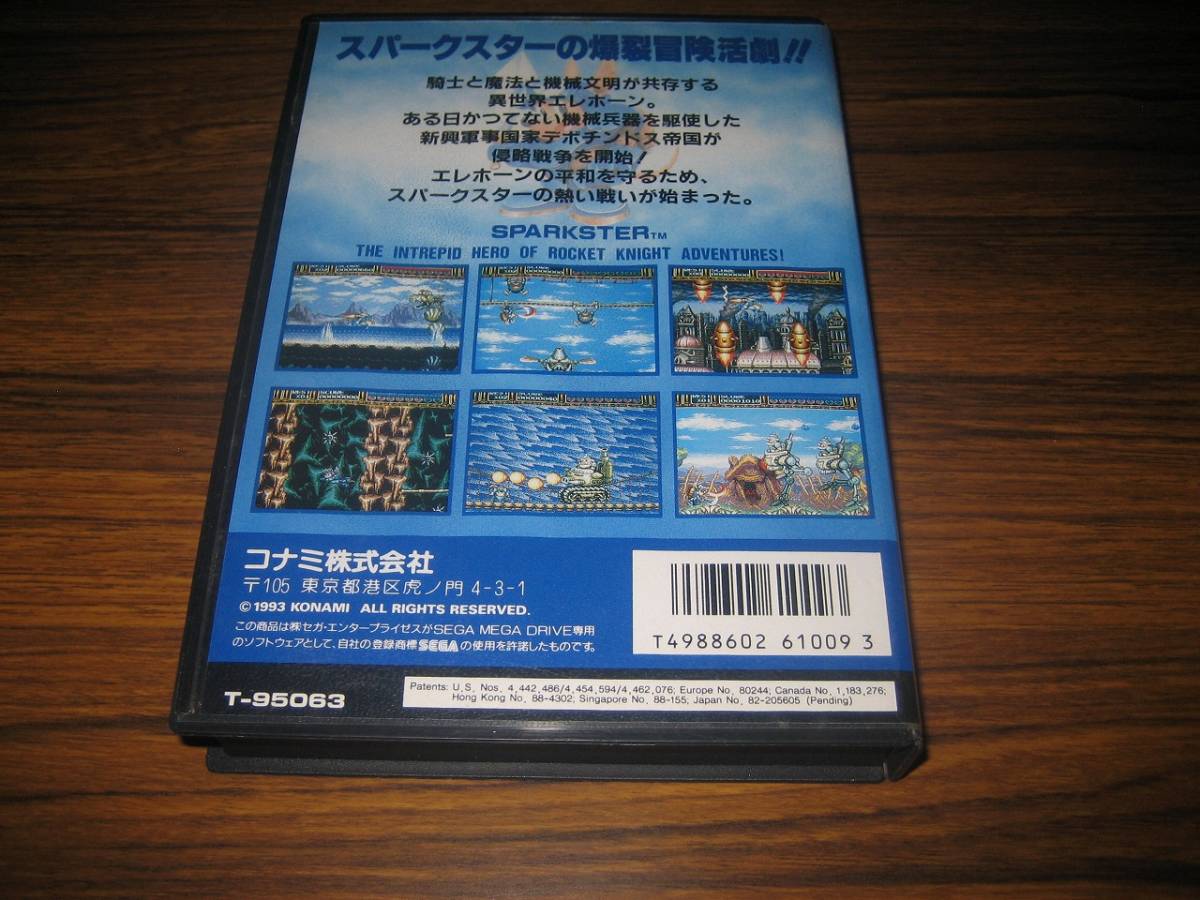 スパークスターの爆裂冒険活劇!!
騎士と魔法と機械文明が共存する
異世界エレホーン。
ある日かつてない機械兵器を駆使した
新興軍事国家デボチンドス帝国が
侵略戦争を開始!
エレホーンの平和を守るため、
スパークスターの熱い戦いが始まった。
SPARKSTER™
THE INTREPID HERO OF ROCKET KNIGHT ADVENTURES!
コナミ株式会社
〒105 東京都港区虎ノ門 4-3-1
©1993 KONAMI ALL RIGHTS RESERVED.
この商品は㈱セガ・エンタープライゼスがSEGA MEGA DRIVE専用
のソフトウェアとして、自社の登録商標SEGAの使用を許諾したものです。
T4988602 61009 3
T-95063
Patents: U.S. Nos. 4,442,486/4,454,594/4,462,076; Europe No. 80244; Canada No. 1,183,276;
Hong Kong No. 88-4302; Singapore No. 88-155; Japan No. 82-205605 (Pending)